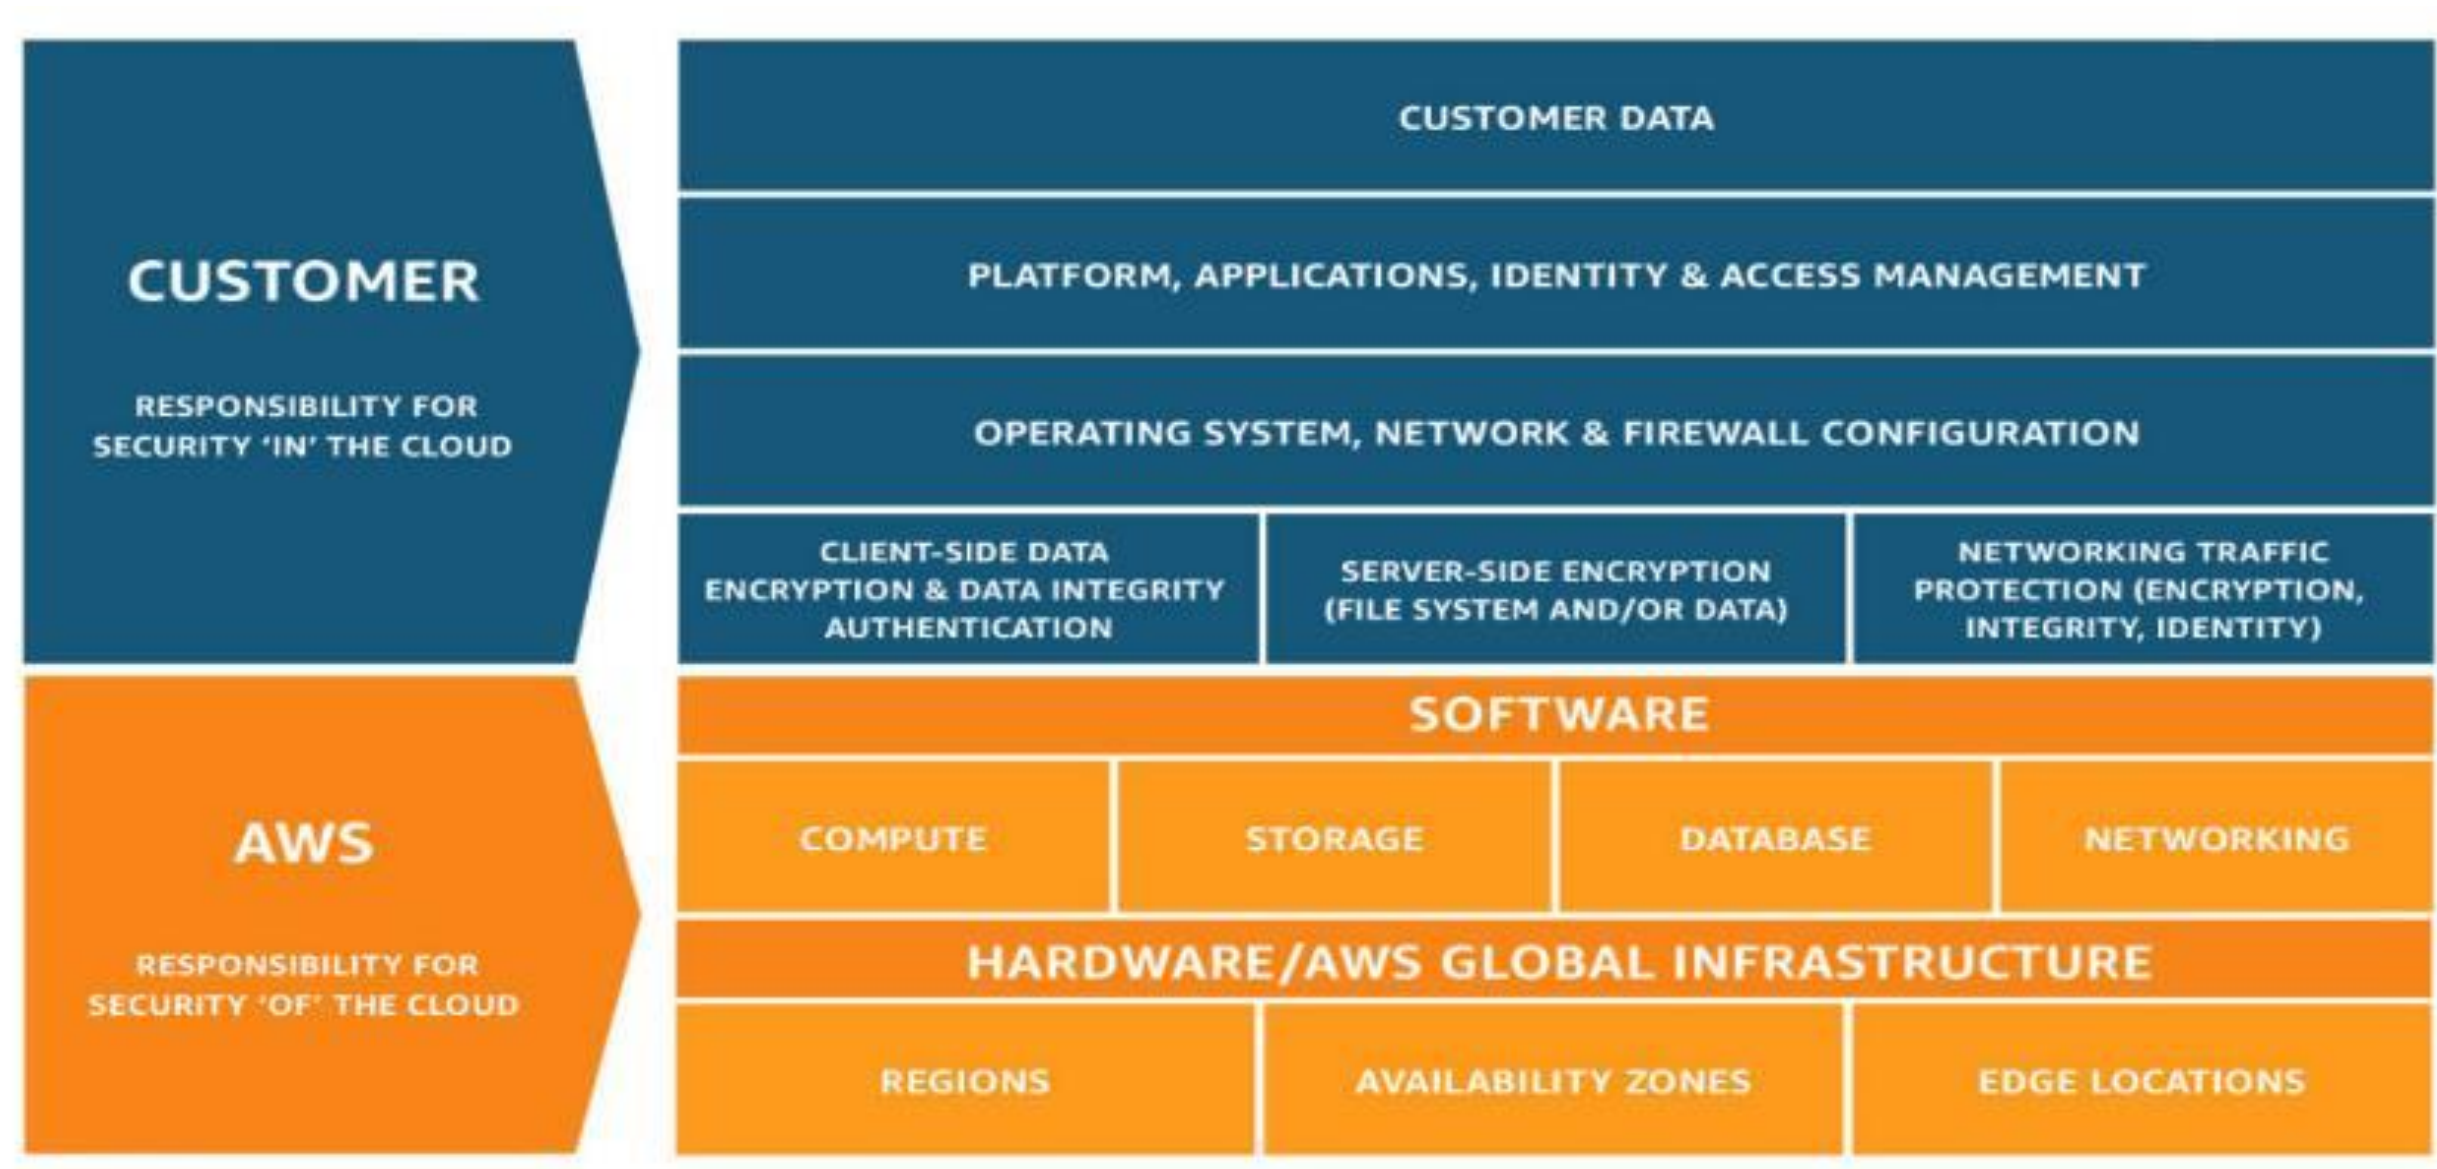 CUSTOMER
RESPONSIBILITY FOR
SECURITY ‘IN’ THE CLOUD
CUSTOMER DATA
PLATFORM, APPLICATIONS, IDENTITY & ACCESS MANAGEMENT
OPERATING SYSTEM, NETWORK & FIREWALL CONFIGURATION
CLIENT-SIDE DATA
ENCRYPTION & DATA INTEGRITY
AUTHENTICATION
SERVER-SIDE ENCRYPTION
(FILE SYSTEM AND/OR DATA)
NETWORKING TRAFFIC
PROTECTION (ENCRYPTION,
INTEGRITY, IDENTITY)
AWS
RESPONSIBILITY FOR
SECURITY ‘OF’ THE CLOUD
SOFTWARE
COMPUTE
STORAGE
DATABASE
NETWORKING
HARDWARE/AWS GLOBAL INFRASTRUCTURE
REGIONS
AVAILABILITY ZONES
EDGE LOCATIONS